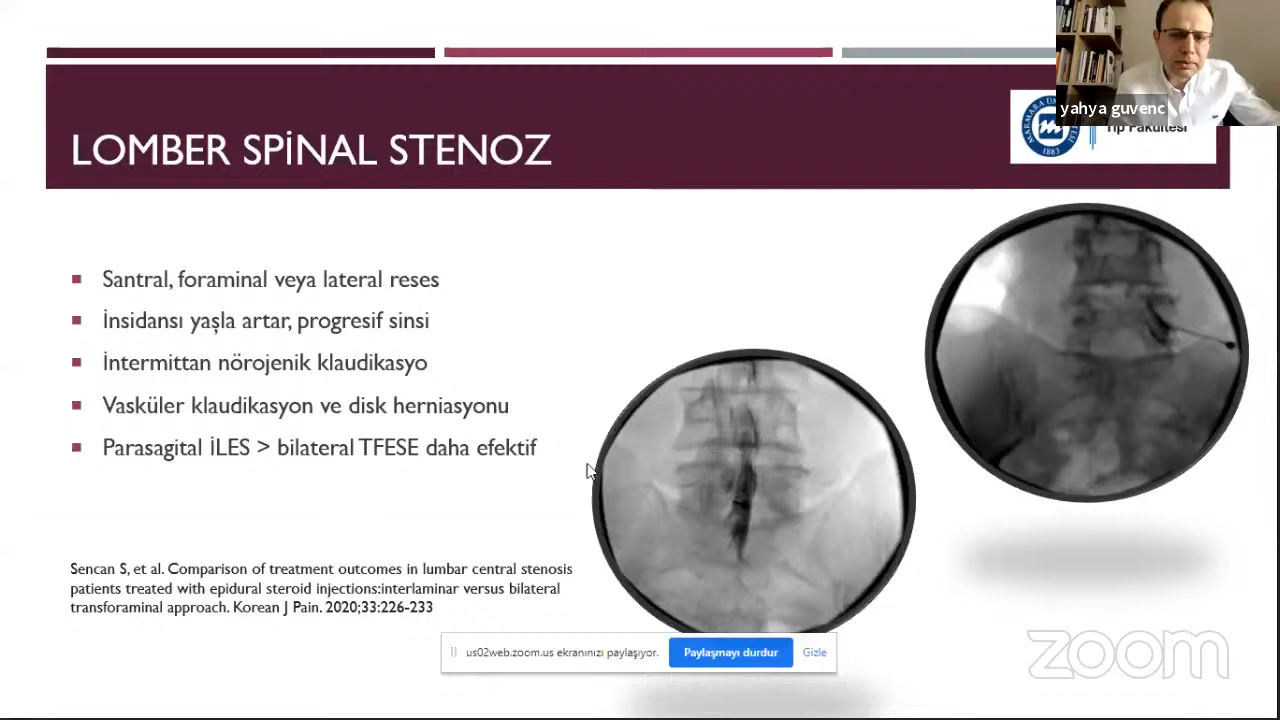 yahya guvenc
Tıp Fakültesi
1883
LOMBER SPİNAL STENOZ
Santral, foraminal veya lateral reses
İnsidansı yaşla artar, progresif sinsi
İntermittan nörojenik klaudikasyo
Vasküler klaudikasyon ve disk herniasyonu
Parasagital İLES > bilateral TFESE daha efektif
Sencan S, et al. Comparison of treatment outcomes in lumbar central stenosis
patients treated with epidural steroid injections:interlaminar versus bilateral
transforaminal approach. Korean J Pain. 2020;33:226-233
us02web.zoom.us ekranınızı paylaşıyor.
Paylaşmayı durdur
Gizle
zoom